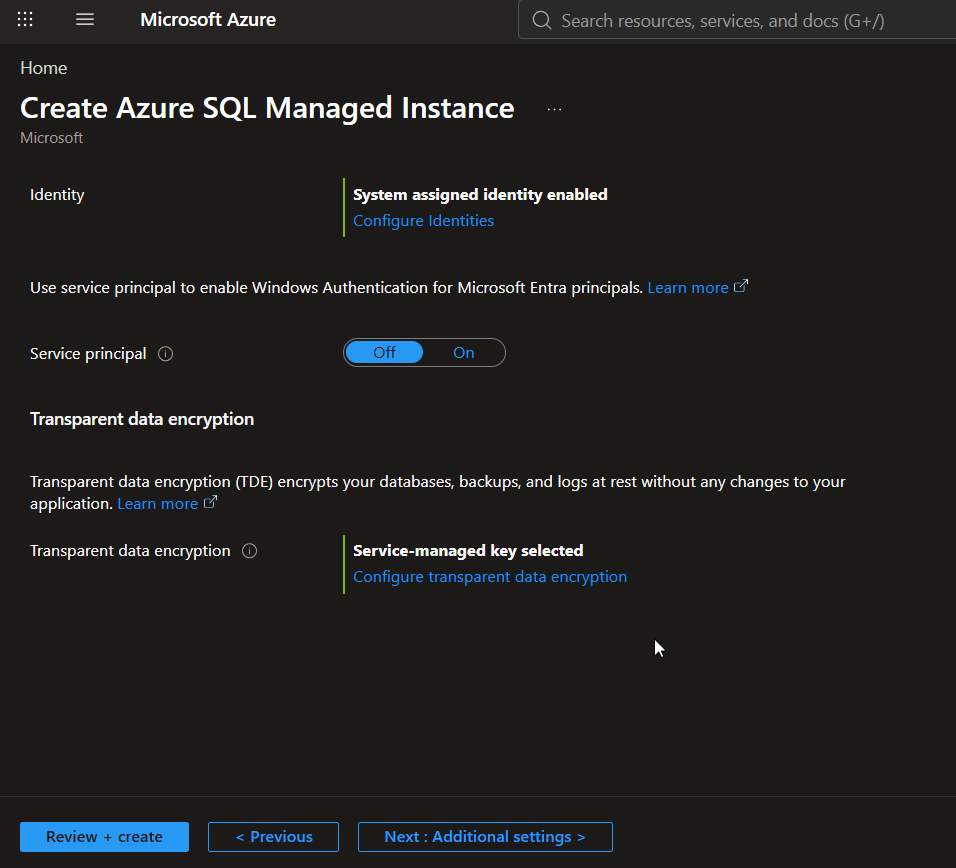 Microsoft Azure
Search resources, services, and docs (G+/)
Home
Create Azure SQL Managed Instance ...
Microsoft
Identity
System assigned identity enabled
Configure Identities
Use service principal to enable Windows Authentication for Microsoft Entra principals. Learn more
Service principal
Off On
Transparent data encryption
Transparent data encryption (TDE) encrypts your databases, backups, and logs at rest without any changes to your
application. Learn more
Transparent data encryption
Service-managed key selected
Configure transparent data encryption
Review + create
< Previous
Next : Additional settings >